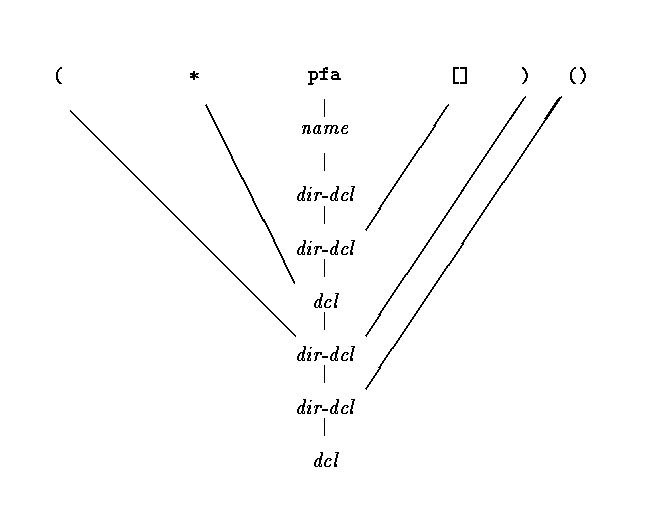 ( * pfa [] ) ()
name
dir-dcl
dir-dcl
dcl
dir-dcl
dir-dcl
dcl